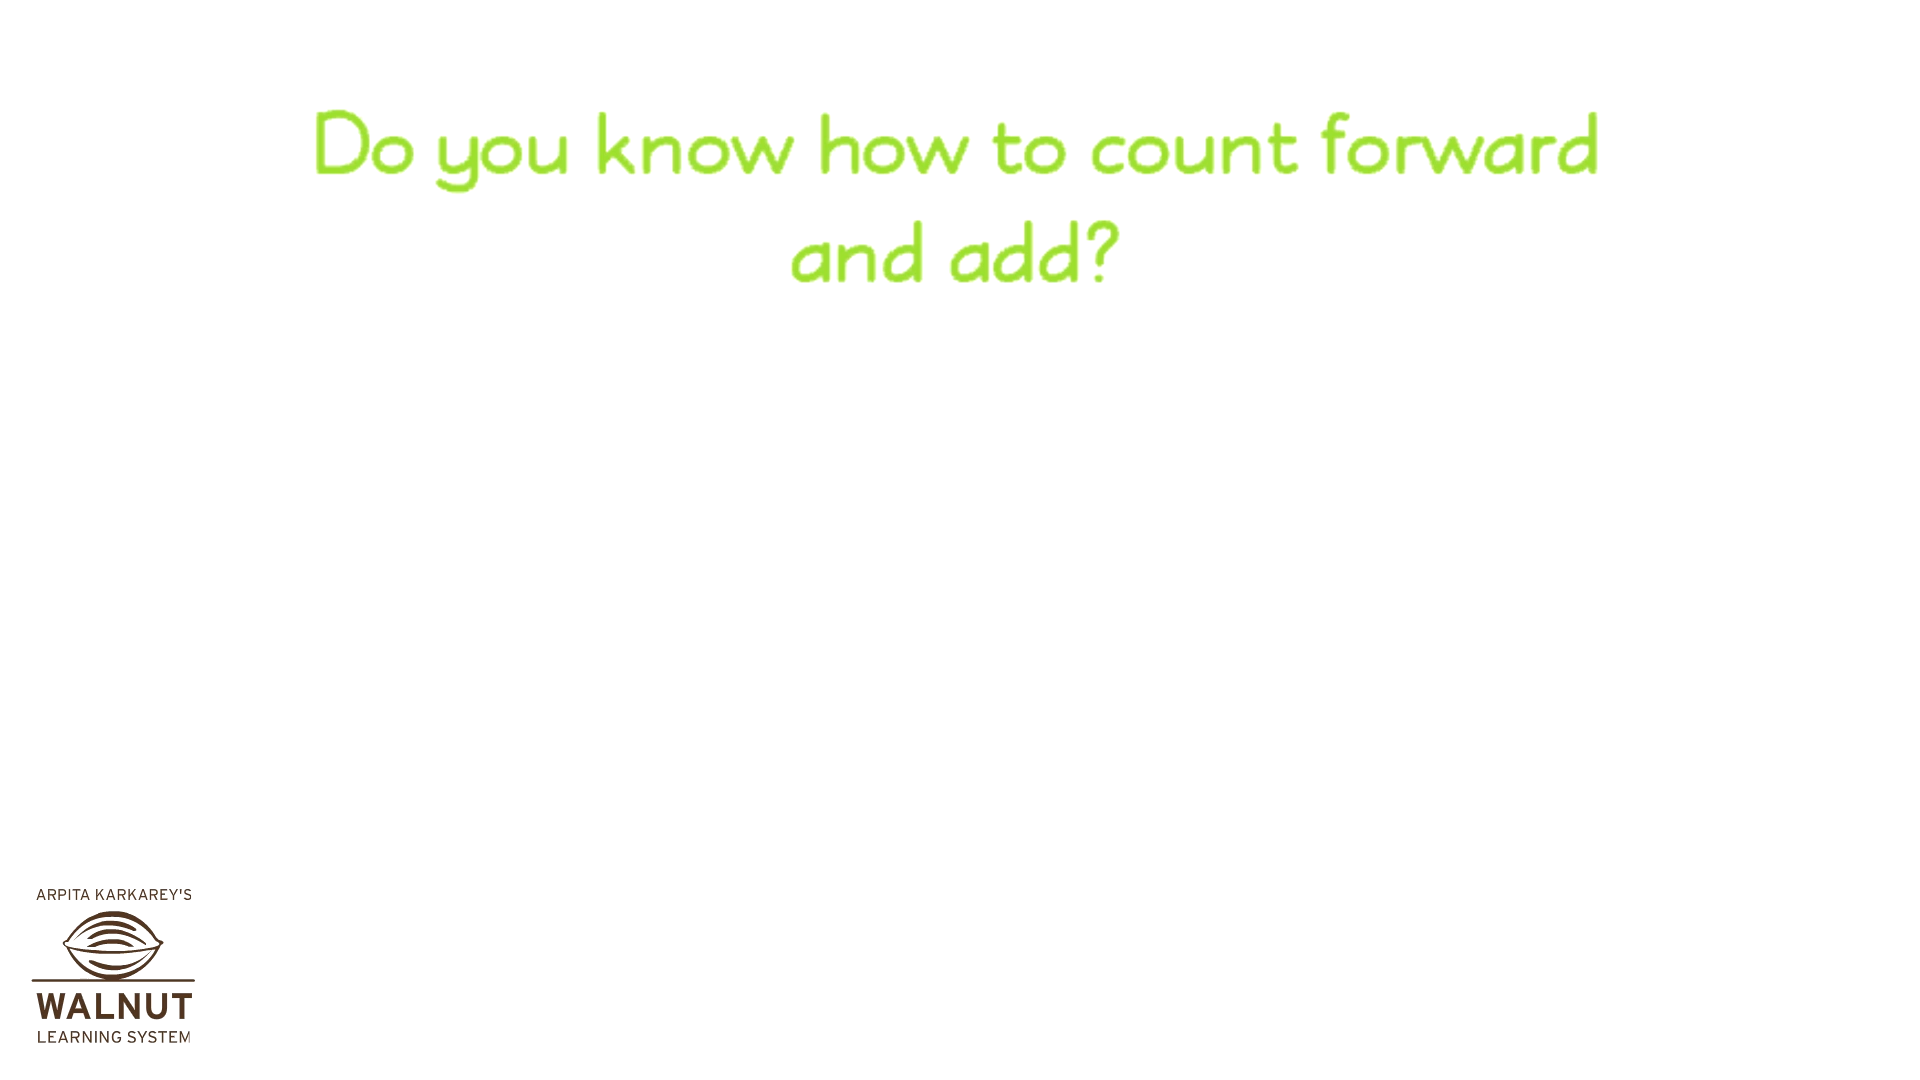 Do you know how to count forward
and add?
ARPITA KARKAREY'S
WALNUT
LEARNING SYSTEM